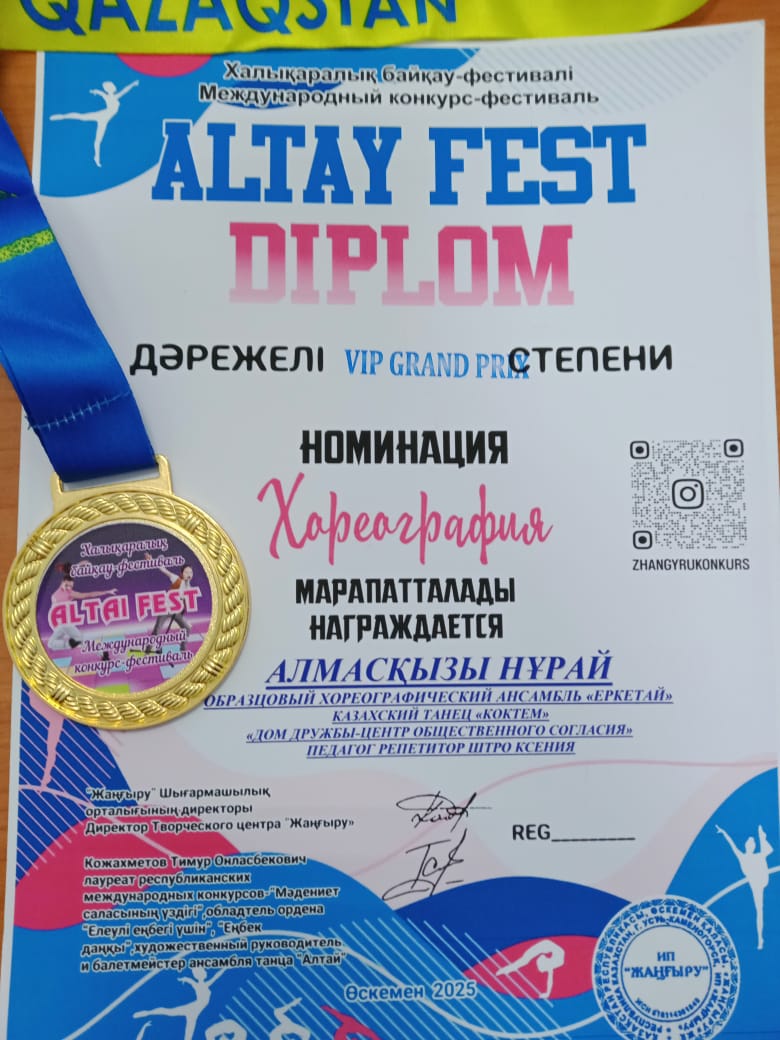 QAZAQSTAN
Халықаралық байқау-фестивалі
Международный конкурс-фестиваль
ALTAY FEST
DIPLOM
ДӘРЕЖЕЛІ VIP GRAND PRIX СТЕПЕНИ
НОМИНАЦИЯ
Хореография
ZHANGYRUKONKURS
МАРАПАТТАЛАДЫ
НАГРАЖДАЕТСЯ
АЛМАСҚЫЗЫ НҰРАЙ
ОБРАЗЦОВЫЙ ХОРЕОГРАФИЧЕСКИЙ АНСАМБЛЬ «ЕРКЕТАЙ»
КАЗАХСКИЙ ТАНЕЦ «КОКТЕМ»
«ДОМ ДРУЖБЫ-ЦЕНТР ОБЩЕСТВЕННОГО СОГЛАСИЯ»
ПЕДАГОГ РЕПЕТИТОР ШТРО КСЕНИЯ
Халықаралық
байқау-фестиваль
ALTAI FEST
Международный
конкурс-фестиваль
"Жаңғыру" Шығармашылық
орталығының директоры
Директор Творческого центра "Жаңғыру»
REG_________
Кожахметов Тимур Онласбекович
лауреат республиканских
международных конкурсов-"Мәдениет
саласының үздігі" обладтель ордена
"Елеулі еңбегі үшін", "Еңбек
даңқы" художественный руководитель
и балетмейстер ансамбля танца "Алтай"
Өскемен 2025
ИП
"ЖАҢҒЫРУ"